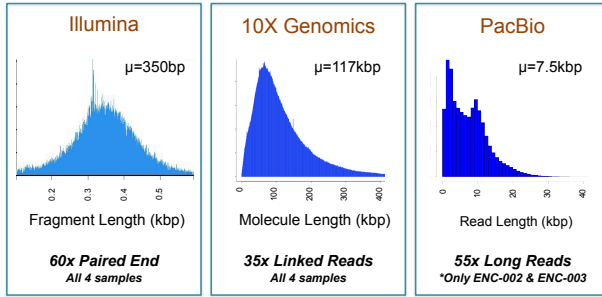 Illumina
μ=350bp
0.2
0.3
0.4
0.5
Fragment Length (kbp)
60x Paired End
All 4 samples
10X Genomics
μ=117kbp
0
100
200
300
400
Molecule Length (kbp)
35x Linked Reads
All 4 samples
PacBio
μ=7.5kbp
0
10
20
30
40
Read Length (kbp)
55x Long Reads
*Only ENC-002 & ENC-003